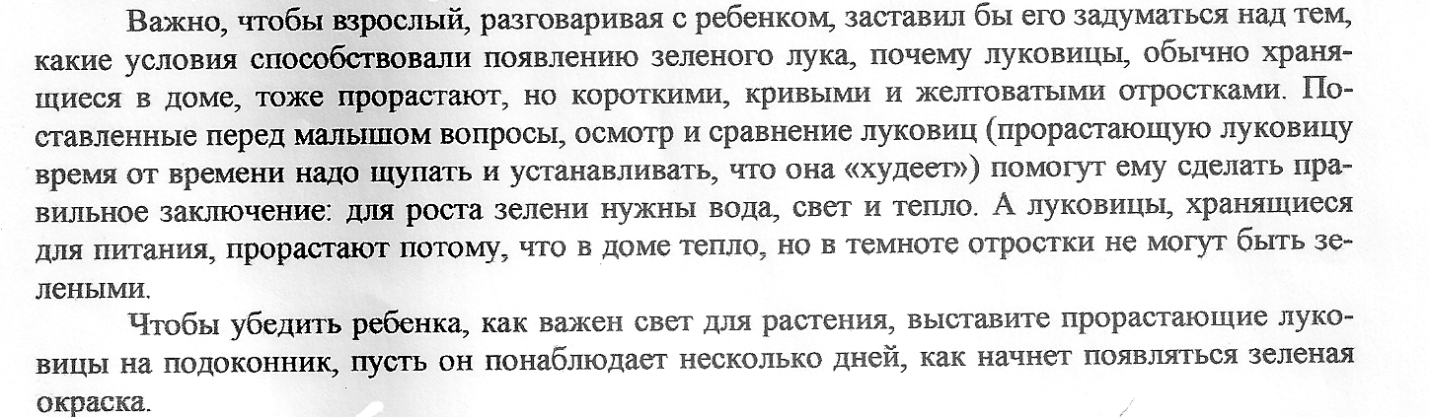 Важно, чтобы взрослый, разговаривая с ребенком, заставил бы его задуматься над тем,
какие условия способствовали появлению зеленого лука, почему луковицы, обычно храня-
щиеся в доме, тоже прорастают, но короткими, кривыми и желтоватыми отростками. По-
ставленные перед малышом вопросы, осмотр и сравнение луковиц (прорастающую луковицу
время от времени надо щупать и устанавливать, что она «худеет») помогут ему сделать пра-
вильное заключение: для роста зелени нужны вода, свет и тепло. А луковицы, хранящиеся
для питания, прорастают потому, что в доме тепло, но в темноте отростки не могут быть зе-
леными.
Чтобы убедить ребенка, как важен свет для растения, выставите прорастающие луко-
вицы на подоконник, пусть он понаблюдает несколько дней, как начнет появляться зеленая
окраска.